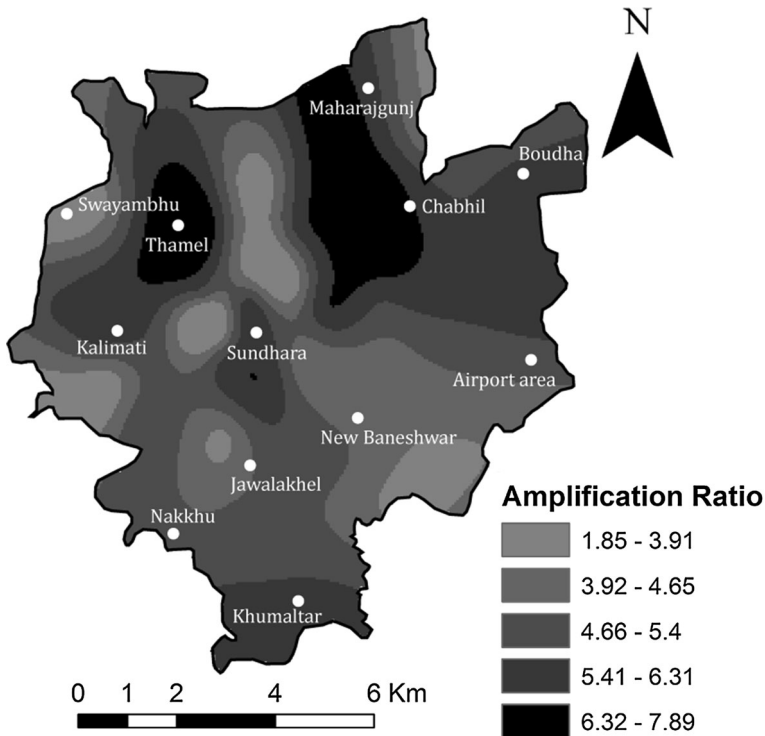 N
Maharajgunj
Boudha
Swayambhu
Chabhil
Thamel
Kalimati
Sundhara
Airport area
New Baneshwar
Jawalakhel
Nakkhu
Khumaltar
Amplification Ratio
1.85 - 3.91
3.92 - 4.65
4.66 - 5.4
5.41 - 6.31
6.32 - 7.89
0 1 2 4 6 Km